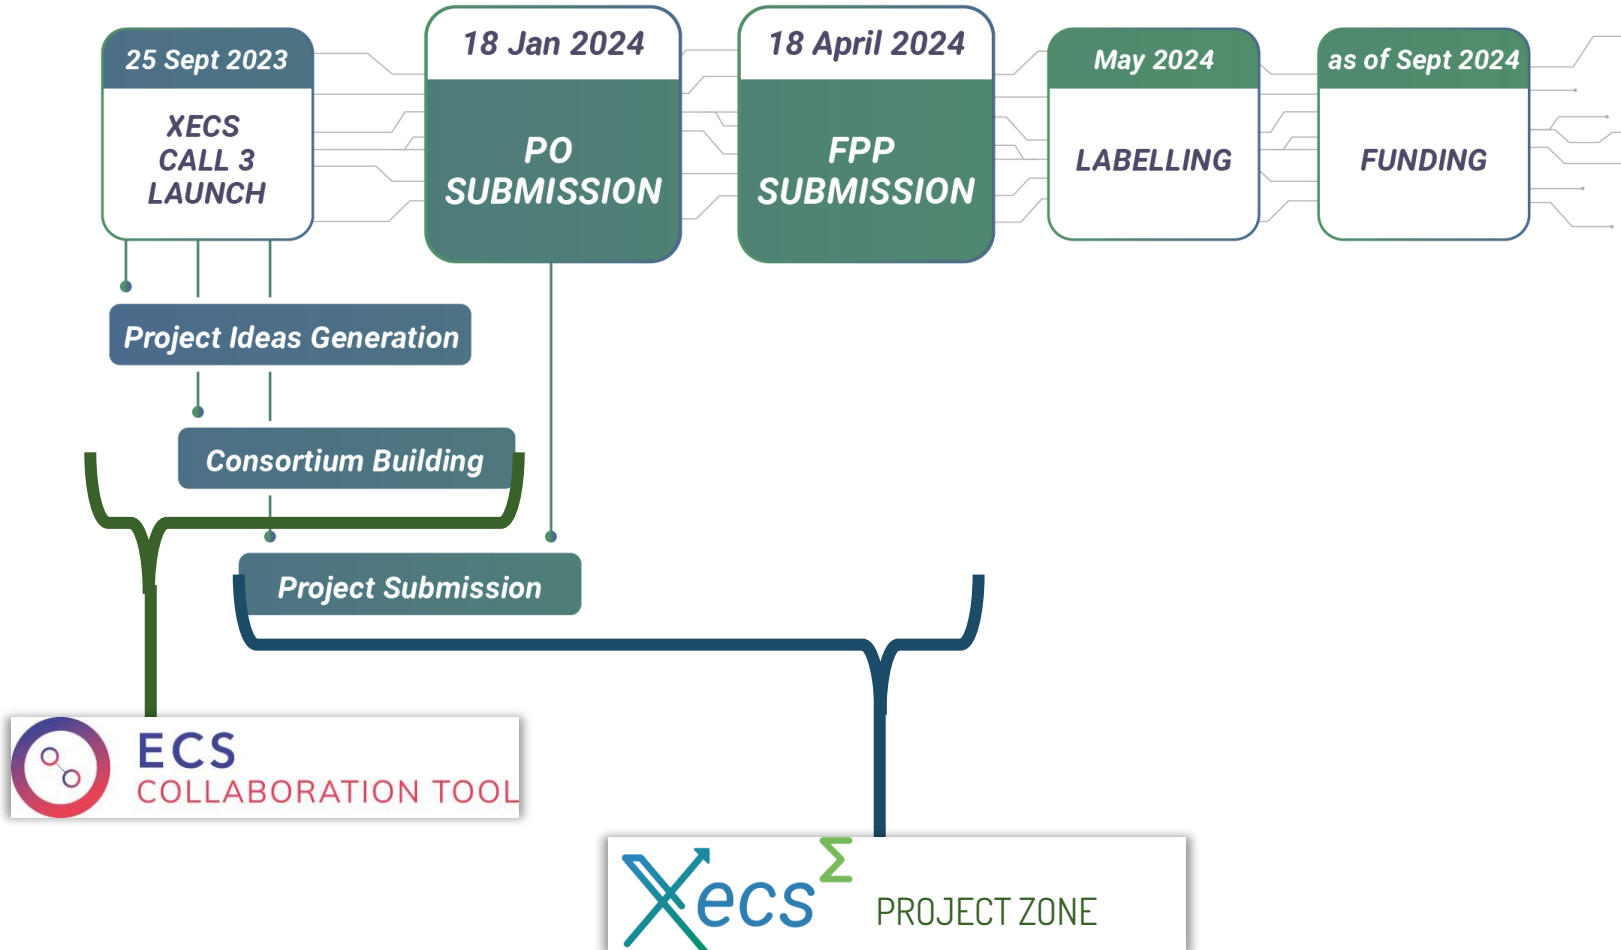 25 Sept 2023
XECS
CALL 3
LAUNCH
18 Jan 2024
PO
SUBMISSION
18 April 2024
FPP
SUBMISSION
May 2024
LABELLING
as of Sept 2024
FUNDING
Project Ideas Generation
Consortium Building
Project Submission
ECS
COLLABORATION TOOL
Xecs Σ
PROJECT ZONE